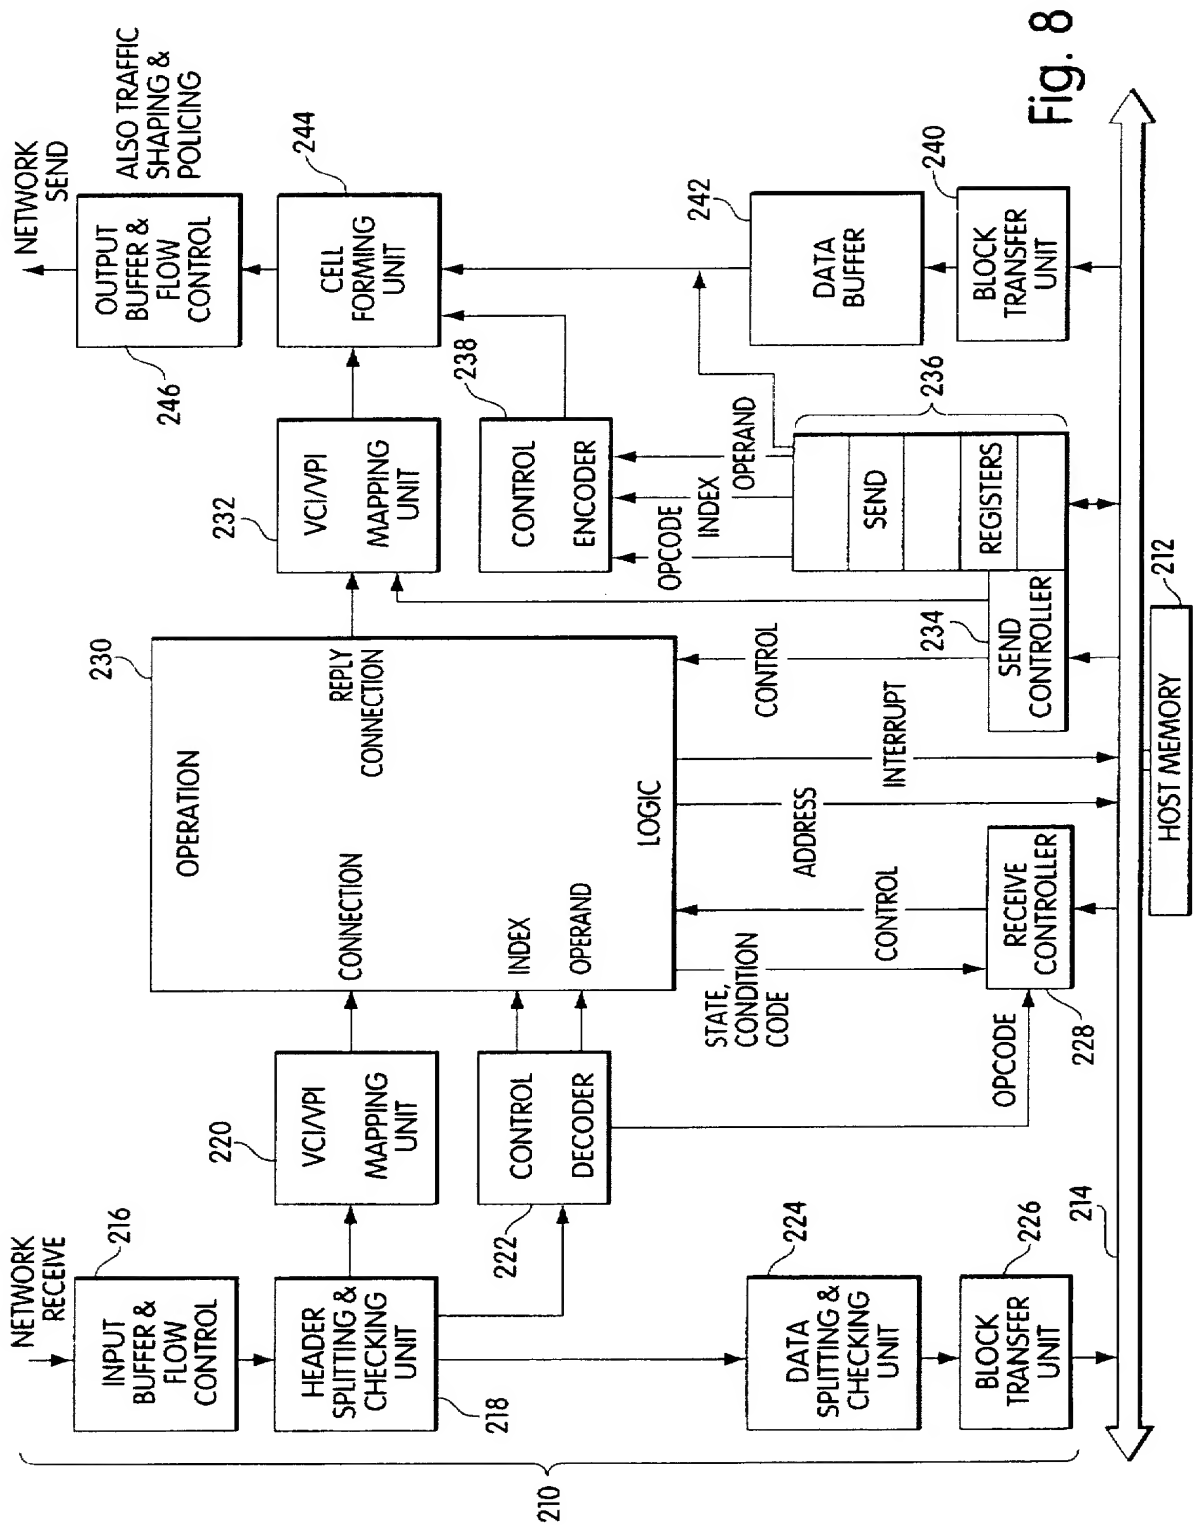 NETWORK
RECEIVE
216
INPUT
BUFFER &
FLOW
CONTROL
HEADER
SPLITTING &
CHECKING
UNIT
218
220
VCI/VPI
MAPPING
UNIT
222
CONTROL
DECODER
224
DATA
SPLITTING &
CHECKING
UNIT
226
BLOCK
TRANSFER
UNIT
210
214
230
OPERATION
CONNECTION
INDEX
OPERAND
LOGIC
REPLY
CONNECTION
STATE,
CONDITION
CODE
CONTROL
OPCODE
RECEIVE
CONTROLLER
228
ADDRESS
INTERRUPT
CONTROL
234
SEND
CONTROLLER
HOST MEMORY
212
232
VCI/VPI
MAPPING
UNIT
238
CONTROL
ENCODER
OPCODE
INDEX
OPERAND
SEND
REGISTERS
236
NETWORK
SEND
ALSO TRAFFIC
SHAPING &
POLICING
OUTPUT
BUFFER &
FLOW
CONTROL
246
244
CELL
FORMING
UNIT
242
DATA
BUFFER
240
BLOCK
TRANSFER
UNIT
Fig. 8